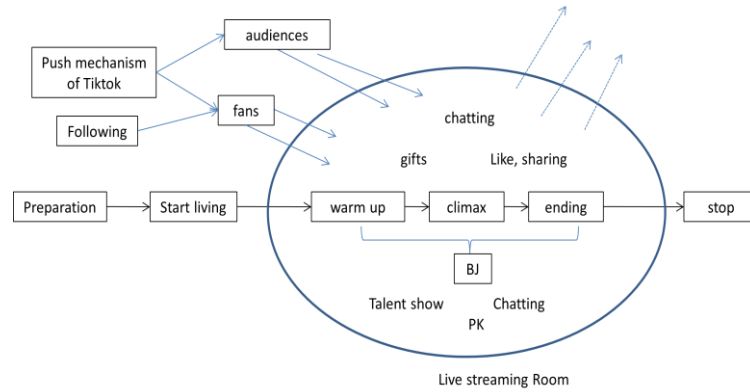 audiences
Push mechanism
of Tiktok
fans
Following
chatting
gifts
Like, sharing
Preparation
Start living
warm up
climax
ending
stop
BJ
Talent show
Chatting
PK
Live streaming Room